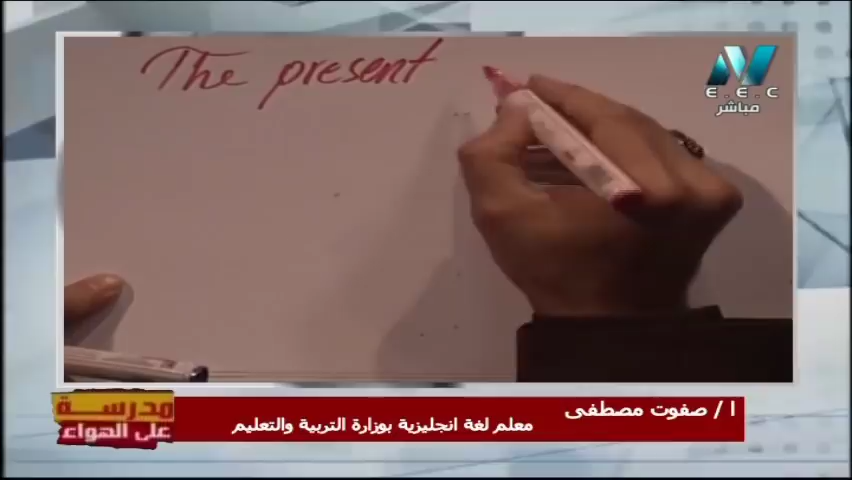 The present
E.E.C
مباشر
ا / صفوت مصطفى
معلم لغة انجليزية بوزارة التربية والتعليم
مدرسة
على الهواء